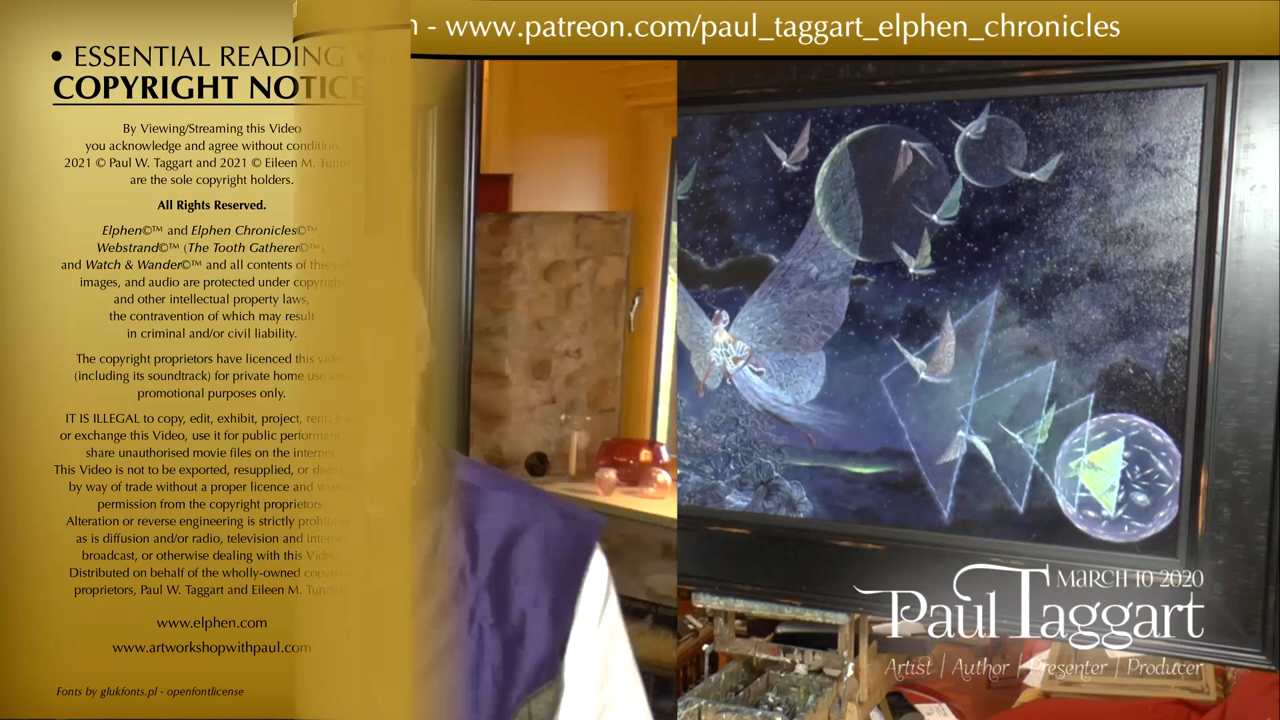 - www.patreon.com/paul_taggart_elphen_chronicles
• ESSENTIAL READING
COPYRIGHT NOTICE
By Viewing/Streaming this Video
you acknowledge and agree without condition
2021 © Paul W. Taggart and 2021 © Eileen M.
are the sole copyright holders.
All Rights Reserved.
Elphen©™ and Elphen Chronicles©™
Webstrand©™ (The Tooth Gatherer©™),
and Watch & Wander©™ and all contents of this
images, and audio are protected under copyright
and other intellectual property laws,
the contravention of which may result
in criminal and/or civil liability.
The copyright proprietors have licenced this video
(including its soundtrack) for private home use
promotional purposes only.
IT IS ILLEGAL to copy, edit, exhibit, project,
or exchange this Video, use it for public
share unauthorised movie files on the internet.
This Video is not to be exported, resupplied, or
by way of trade without a proper licence and
permission from the copyright proprietors.
Alteration or reverse engineering is strictly
as is diffusion and/or radio, television and
broadcast, or otherwise dealing with this Video
Distributed on behalf of the wholly-owned
proprietors, Paul W. Taggart and Eileen M.
www.elphen.com
www.artworkshopwithpaul.com
Fonts by glukfonts.pl - openfontlicense
MARCH 10 2020
Paul Taggart
Artist | Author | Presenter | Producer